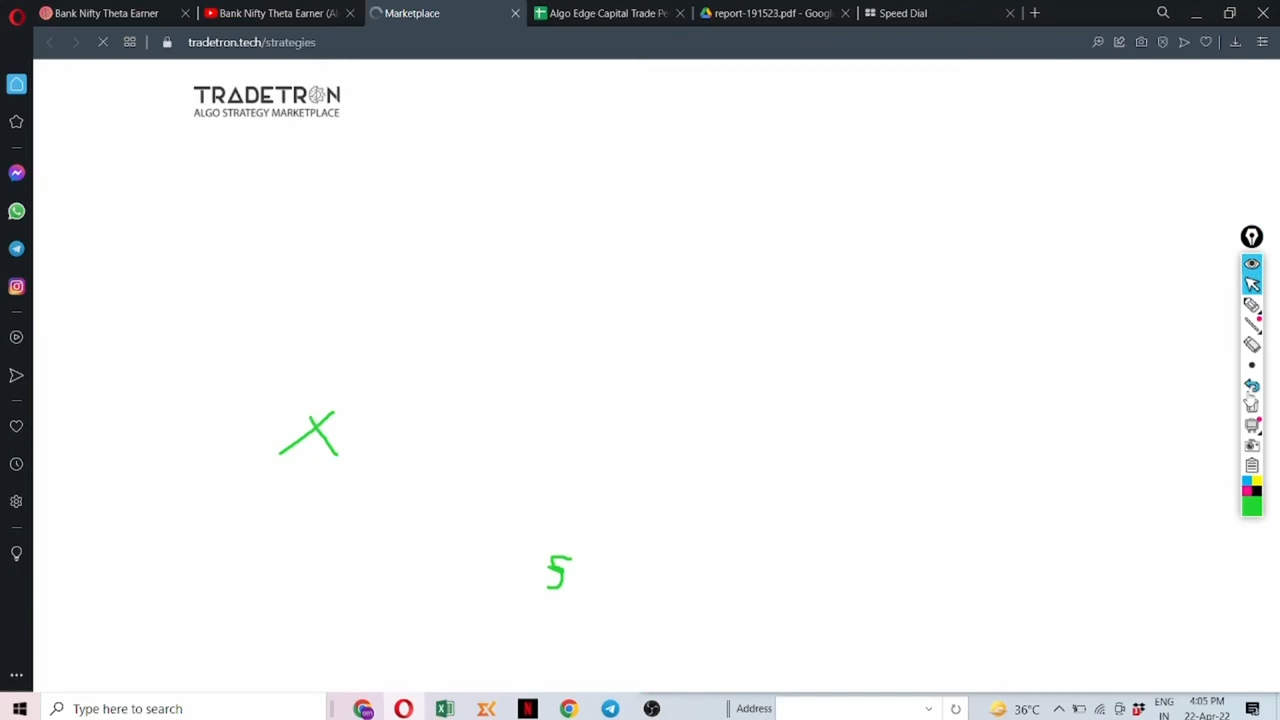 Bank Nifty Theta Earner
Bank Nifty Theta Earner (Al
Marketplace
Algo Edge Capital Trade Pe
report-191523.pdf - Googl
Speed Dial
tradetron.tech/strategies
TRADETRON
ALGO STRATEGY MARKETPLACE
X
5
Type here to search
Address
36°C
ENG
IN
4:05 PM
22-Apr-22